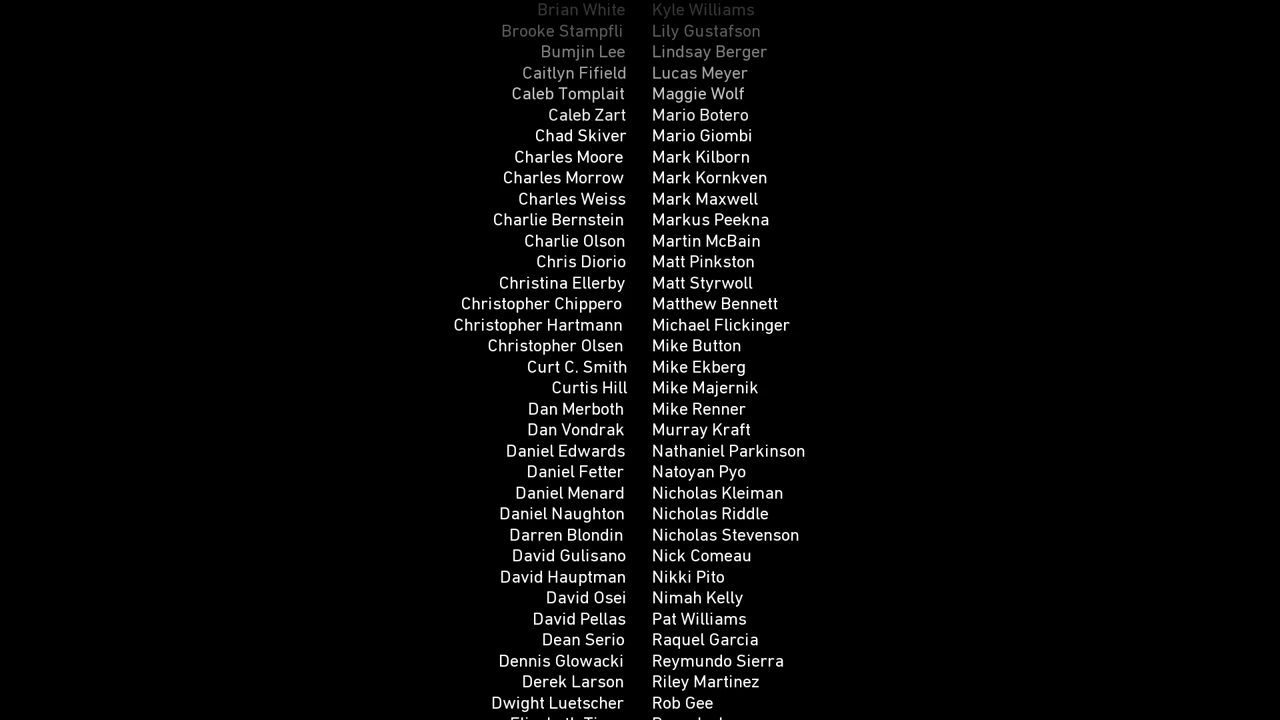 Brian White Kyle Williams
Brooke Stampfli Lily Gustafson
Bumjin Lee Lindsay Berger
Caitlyn Fifield Lucas Meyer
Caleb Tomplait Maggie Wolf
Caleb Zart Mario Botero
Chad Skiver Mario Giombi
Charles Moore Mark Kilborn
Charles Morrow Mark Kornkven
Charles Weiss Mark Maxwell
Charlie Bernstein Markus Peekna
Charlie Olson Martin McBain
Chris Diorio Matt Pinkston
Christina Ellerby Matt Styrwoll
Christopher Chippero Matthew Bennett
Christopher Hartmann Michael Flickinger
Christopher Olsen Mike Button
Curt C. Smith Mike Ekberg
Curtis Hill Mike Majernik
Dan Merboth Mike Renner
Dan Vondrak Murray Kraft
Daniel Edwards Nathaniel Parkinson
Daniel Fetter Natoyan Pyo
Daniel Menard Nicholas Kleiman
Daniel Naughton Nicholas Riddle
Darren Blondin Nicholas Stevenson
David Gulisano Nick Comeau
David Hauptman Nikki Pito
David Osei Nimah Kelly
David Pellas Pat Williams
Dean Serio Raquel Garcia
Dennis Glowacki Reymundo Sierra
Derek Larson Riley Martinez
Dwight Luetscher Rob Gee